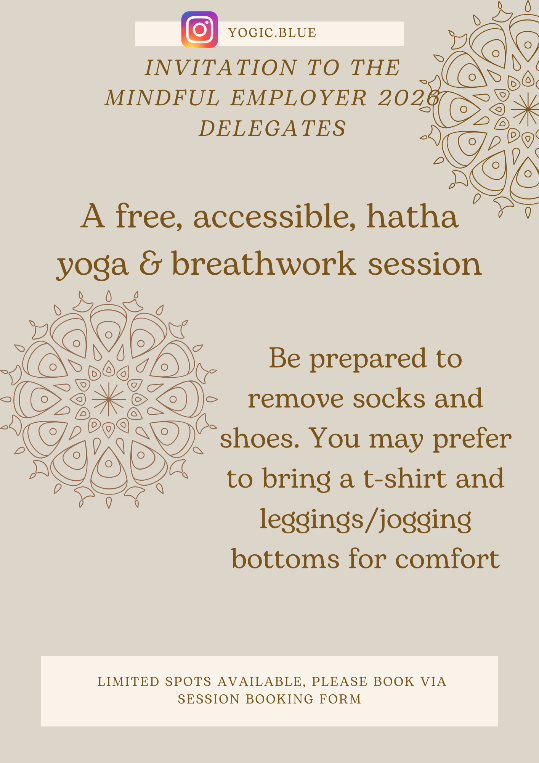 YOGIC.BLUE
INVITATION TO THE
MINDFUL EMPLOYER 2026
DELEGATES
A free, accessible, hatha
yoga & breathwork session
Be prepared to
remove socks and
shoes. You may prefer
to bring a t-shirt and
leggings/jogging
bottoms for comfort
LIMITED SPOTS AVAILABLE, PLEASE BOOK VIA
SESSION BOOKING FORM